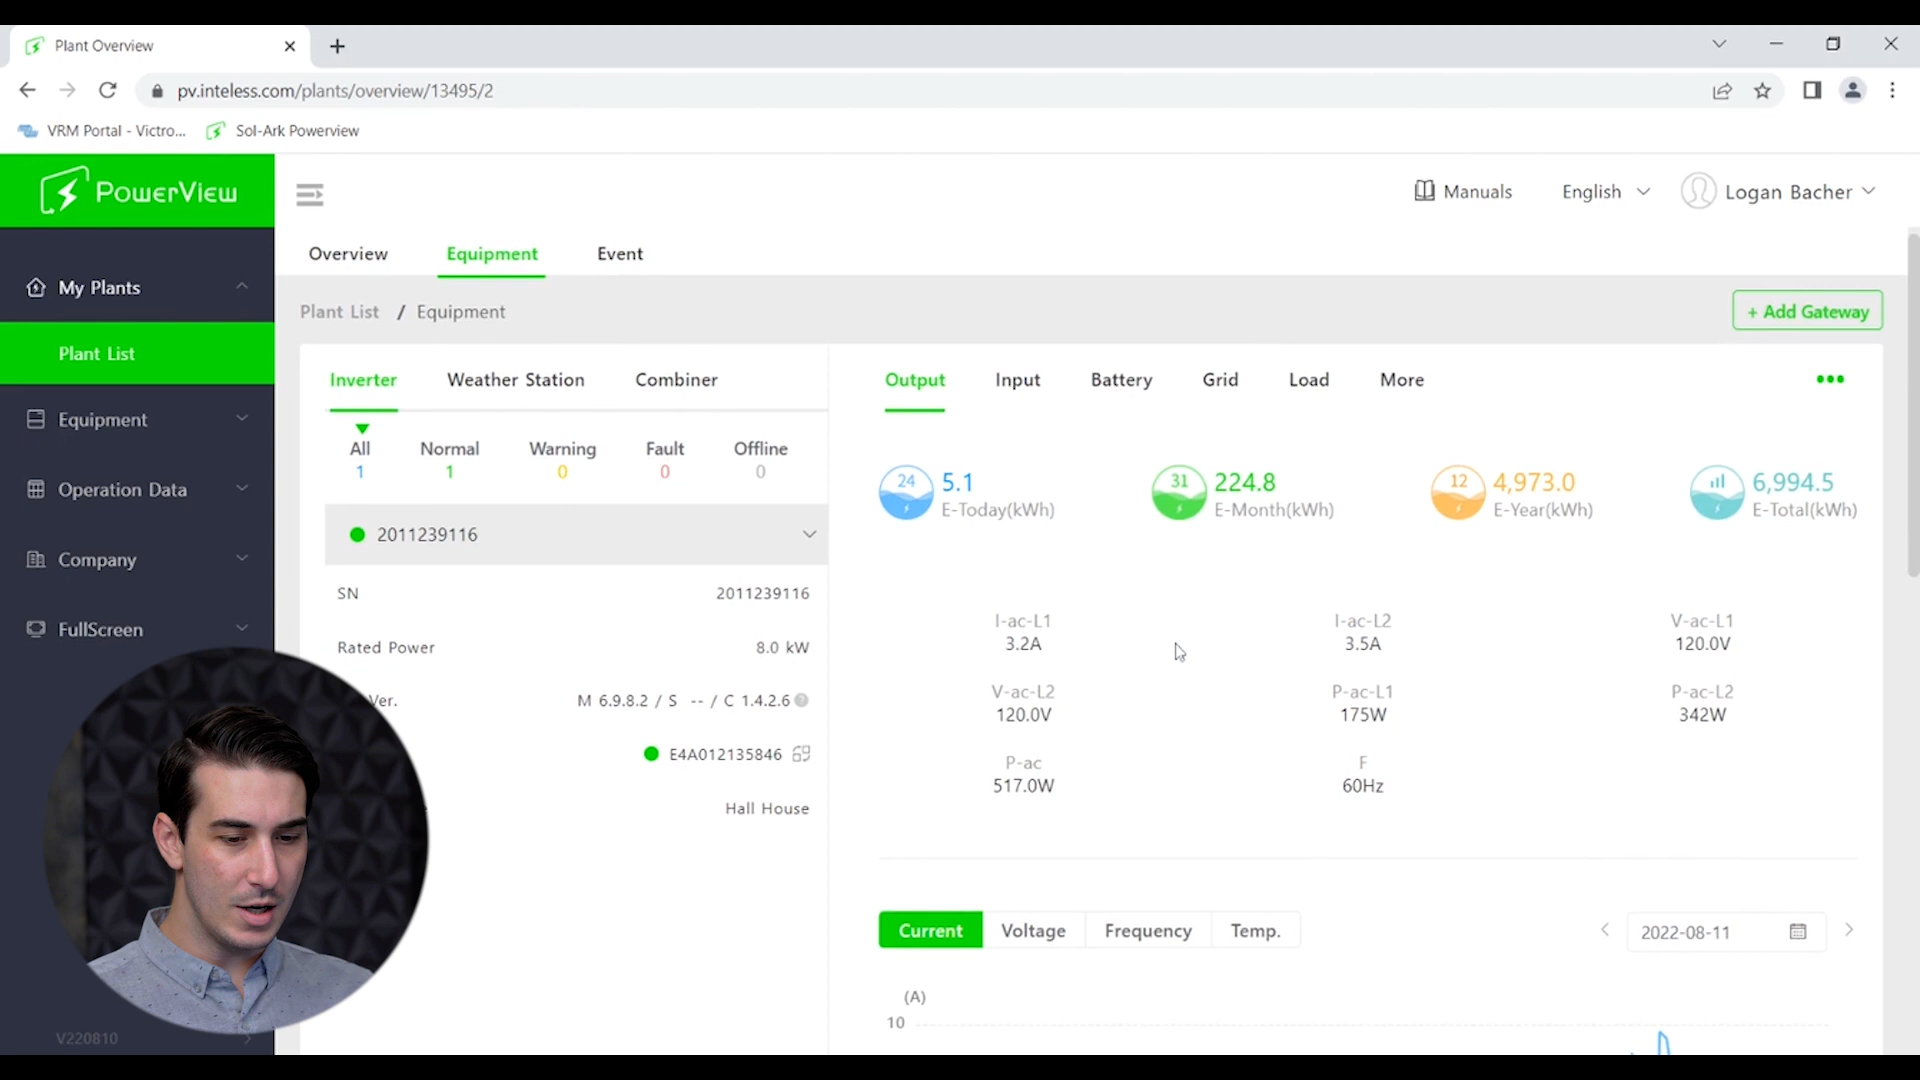 Plant Overview
pv.inteless.com/plants/overview/13495/2
VRM Portal - Victro... Sol-Ark Powerview
PowerView
Manuals English Logan Bacher
Overview Equipment Event
My Plants
Plant List
Equipment
Operation Data
Company
FullScreen
V220810
Plant List / Equipment
+ Add Gateway
Inverter Weather Station Combiner
All Normal Warning Fault Offline
1 1 0 0 0
2011239116
SN 2011239116
Rated Power 8.0 kW
Ver. M 6.9.8.2 / S -- / C 1.4.2.6
E4A012135846
Hall House
Output Input Battery Grid Load More
24 5.1 31 224.8 12 4,973.0 6,994.5
E-Today(kWh) E-Month(kWh) E-Year(kWh) E-Total(kWh)
I-ac-L1 I-ac-L2 V-ac-L1
3.2A 3.5A 120.0V
V-ac-L2 P-ac-L1 P-ac-L2
120.0V 175W 342W
P-ac F
517.0W 60Hz
Current Voltage Frequency Temp. 2022-08-11
(A)
10